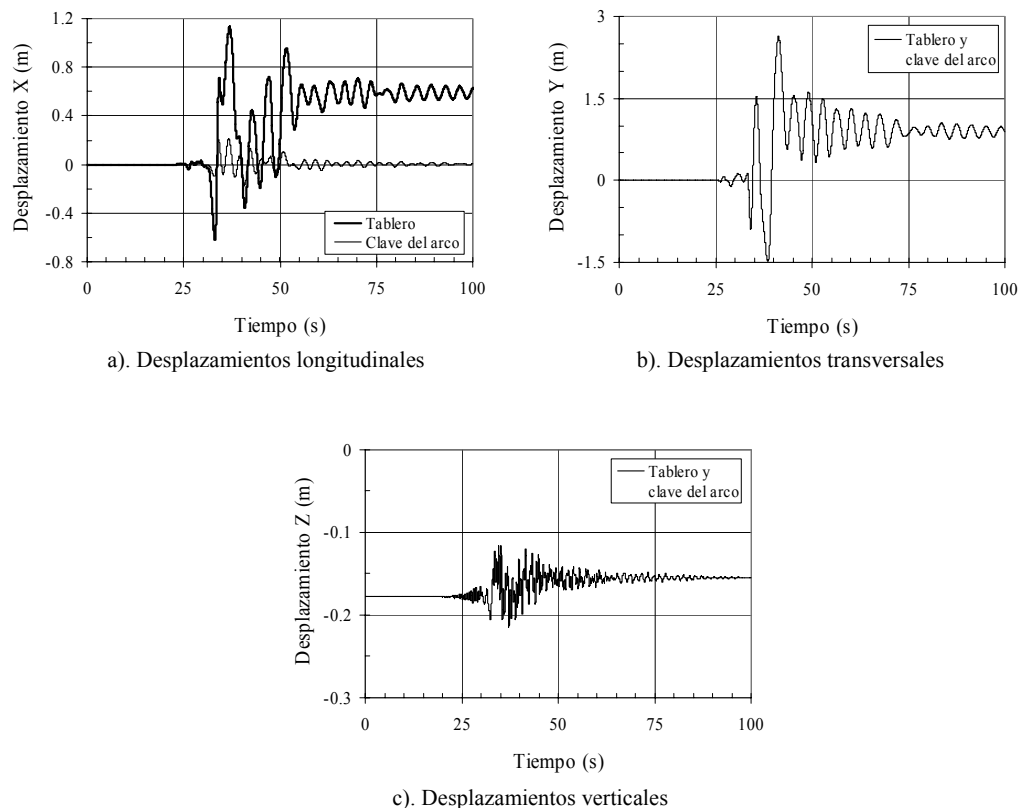 Desplazamiento X (m)
1.2
0.8
0.4
0
-0.4
-0.8
Tablero
Clave del arco
0
25
50
75
100
Tiempo (s)
a). Desplazamientos longitudinales
Desplazamiento Y (m)
3
1.5
0
-1.5
Tablero y
clave del arco
0
25
50
75
100
Tiempo (s)
b). Desplazamientos transversales
Desplazamiento Z (m)
0
-0.1
-0.2
-0.3
Tablero y
clave del arco
0
25
50
75
100
Tiempo (s)
c). Desplazamientos verticales